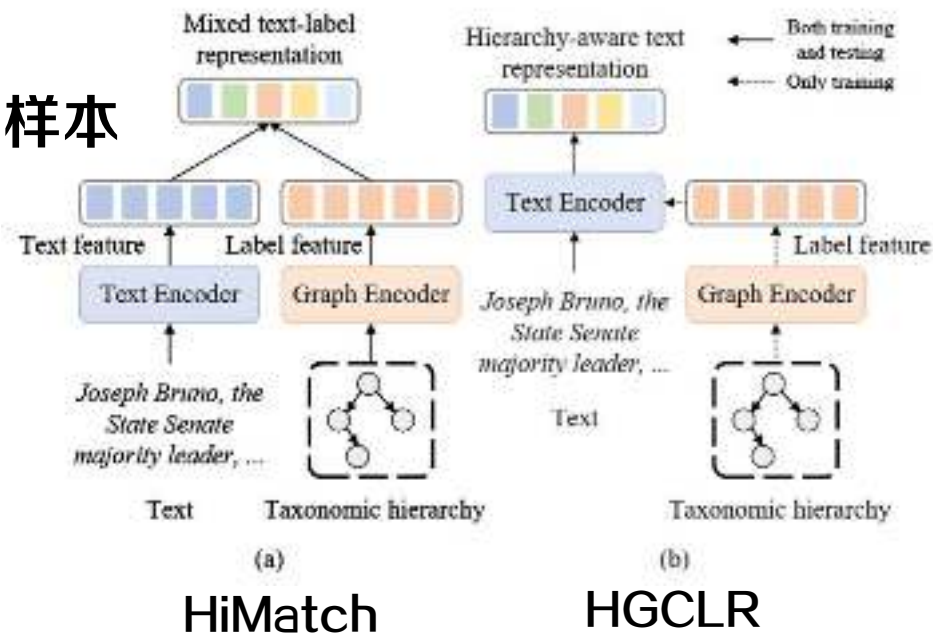 Mixed text-label
representation
Hierarchy-aware text
representation
Both training
and testing
Only training
样本
Text feature
Label feature
Text Encoder
Graph Encoder
Joseph Bruno, the
State Senate
majority leader, ...
Text
Taxonomic hierarchy
(a)
HiMatch
Text Encoder
Label feature
Graph Encoder
Joseph Bruno, the
State Senate
majority leader, ...
Text
Taxonomic hierarchy
(b)
HGCLR